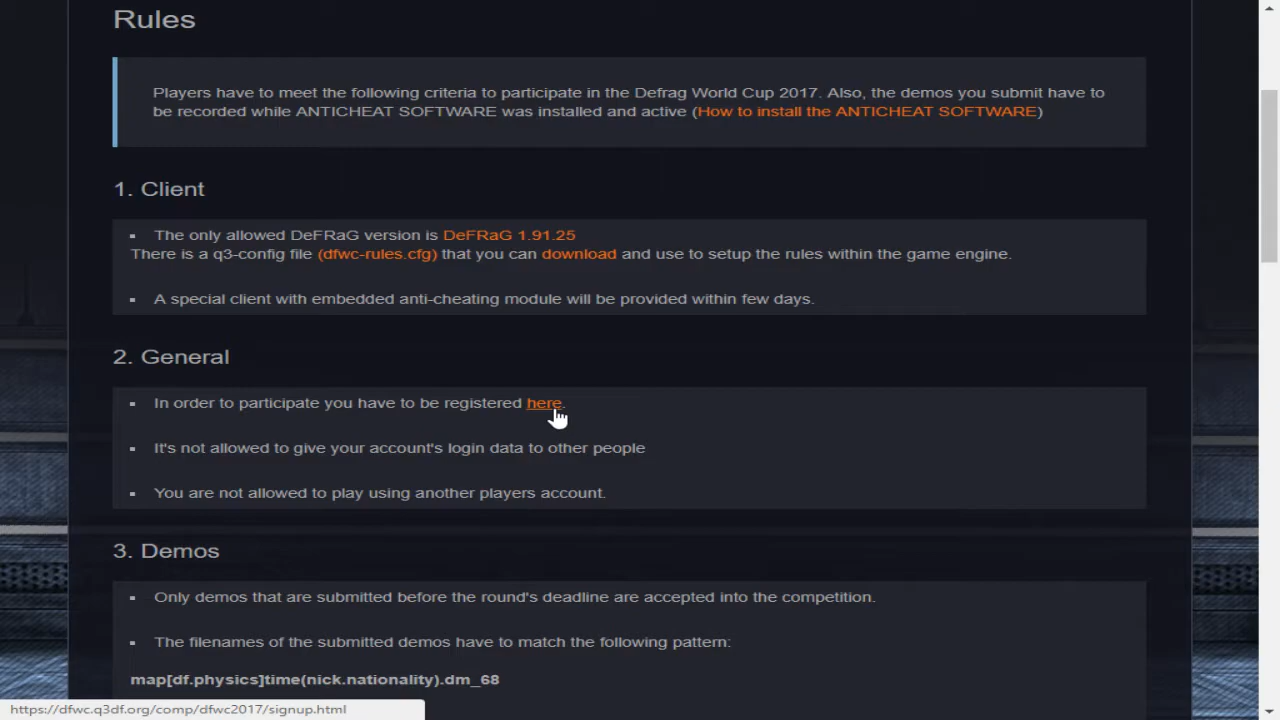 Rules
Players have to meet the following criteria to participate in the Defrag World Cup 2017. Also, the demos you submit have to
be recorded while ANTICHEAT SOFTWARE was installed and active (How to install the ANTICHEAT SOFTWARE)
1. Client
▪ The only allowed DeFRaG version is DeFRaG 1.91.25
There is a q3-config file (dfwc-rules.cfg) that you can download and use to setup the rules within the game engine.
▪ A special client with embedded anti-cheating module will be provided within few days.
2. General
▪ In order to participate you have to be registered here.
▪ It's not allowed to give your account's login data to other people
▪ You are not allowed to play using another players account.
3. Demos
▪ Only demos that are submitted before the round's deadline are accepted into the competition.
▪ The filenames of the submitted demos have to match the following pattern:
map[df.physics]time(nick.nationality).dm_68
https://dfwc.q3df.org/comp/dfwc2017/signup.html